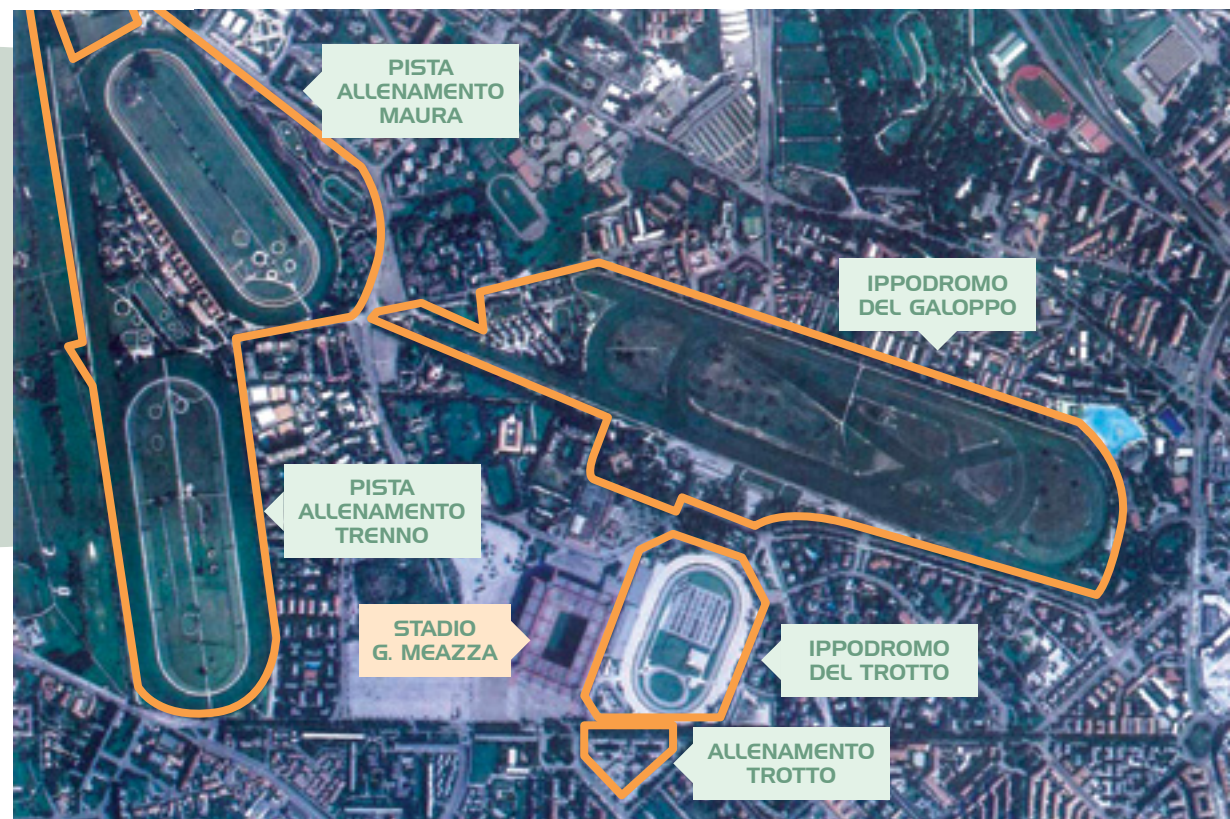 PISTA
ALLENAMENTO
MAURA
IPPODROMO
DEL GALOPPO
PISTA
ALLENAMENTO
TRENNO
STADIO
G. MEAZZA
IPPODROMO
DEL TROTTO
ALLENAMENTO
TROTTO